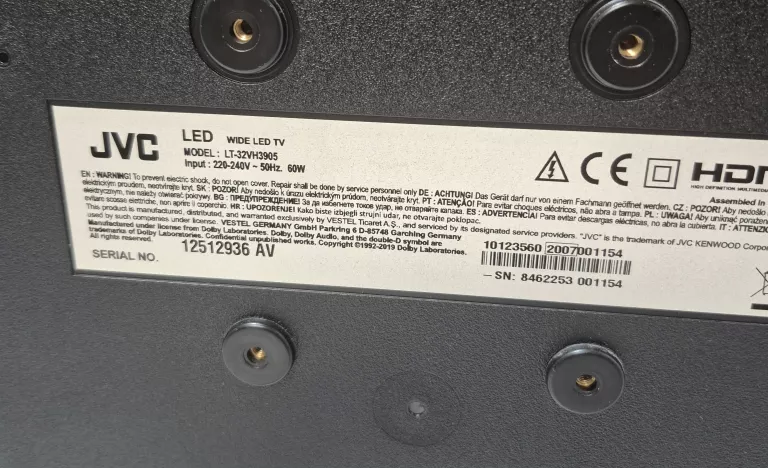 JVC
LED WIDE LED TV
MODEL: LT-32VH3905
Input : 220-240V ~ 50Hz. 60W
CE
HDMI
HIGH-DEFINITION MULTIMEDIA
Assembled in
EN : WARNING! To prevent electric shock, do not open cover. Repair shall be done by service personnel only DE : ACHTUNG! Das Gerät darf nur von einem Fachmann geöffnet werden. CZ : POZOR! Aby nedošlo
elektrickým proudem, neotvírejte kryt. SK : POZOR! Aby nedošlo k úrazu elektrickým prúdom, neotvárajte kryt. PT : ATENÇÃO! Para evitar choques eléctricos, não abra a tampa. PL : UWAGA! Aby uniknąć porażenia
elektrycznym, nie należy otwierać pokrywy. BG : ПРЕДУПРЕЖДЕНИЕ! За да избегнете токов удар, не отваряйте капака. ES : ADVERTENCIA! Para evitar descargas eléctricas, no abra la cubierta. IT : ATTENZIONE
evitare scosse elettriche, non aprire il coperchio. HR : UPOZORENJE! Kako biste izbjegli strujni udar, ne otvarajte poklopac.
This product is manufactured, distributed, and warranted exclusively by VESTEL Ticaret A.Ş., and serviced by its designated service providers. "JVC" is the trademark of JVC KENWOOD
used by such companies under license. VESTEL GERMANY GmbH Parkring 6 D-85748 Garching Germany
Manufactured under license from Dolby Laboratories. Dolby, Dolby Audio, and the double-D symbol are
trademarks of Dolby Laboratories. Confidential unpublished works. Copyright ©1992-2019 Dolby Laboratories.
All rights reserved.
SERIAL NO. 12512936 AV
10123560 2007001154
- SN: 8462253 001154